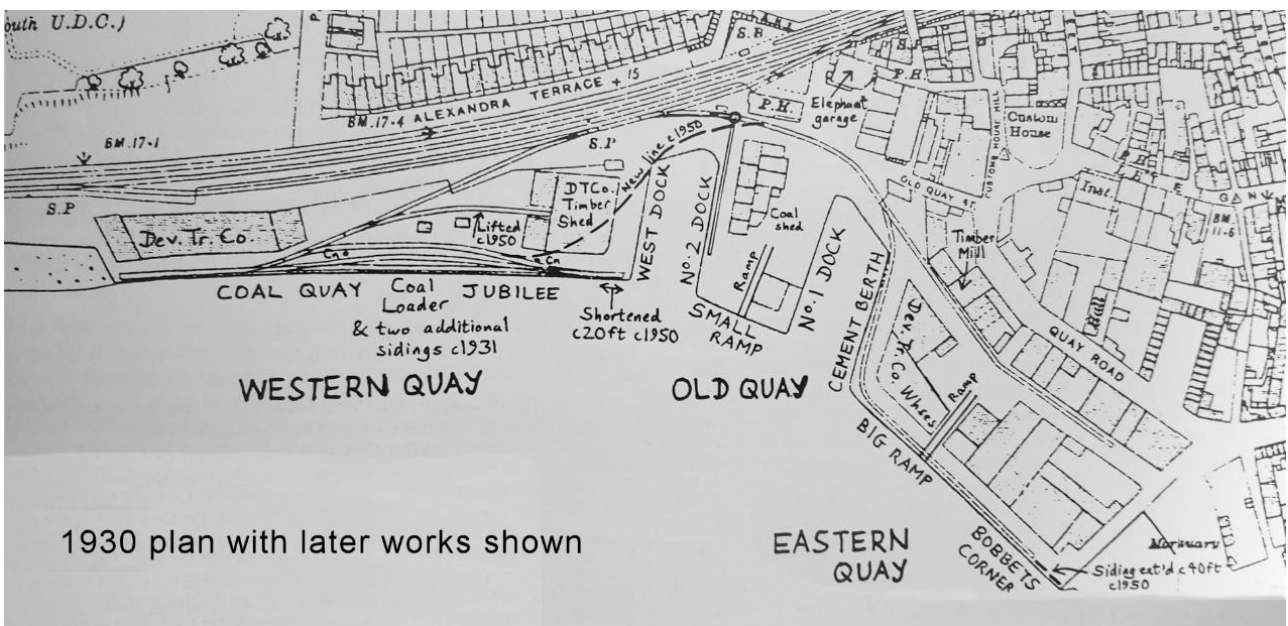 outh U.D.C.)
BM.17-1
BM.17-4 ALEXANDRA TERRACE + 15
S.B
P.H.
Elephant
garage
P.H.
Custom
House
CUSTOM HOUSE HILL
OLD QUAY ST.
Inst.
BM
11-6
S.P
S.P
New line c1950
Dev. Tr. Co.
DTCo.
Timber
Shed
Lifted
c1950
Cn
Cn
WEST DOCK
No. 2 DOCK
Coal
shed
Ramp
No. 1 DOCK
SMALL
RAMP
Timber
Mill
Hall
QUAY ROAD
CEMENT BERTH
Dev. Tr. Co. Whses
Ramp
COAL QUAY
Coal
Loader
& two additional
sidings c1931
JUBILEE
Shortened
c20ft c1950
WESTERN QUAY
OLD QUAY
BIG RAMP
1930 plan with later works shown
EASTERN
QUAY
BOBBETS
CORNER
Mortuary
Siding ext'd c40ft
c1950